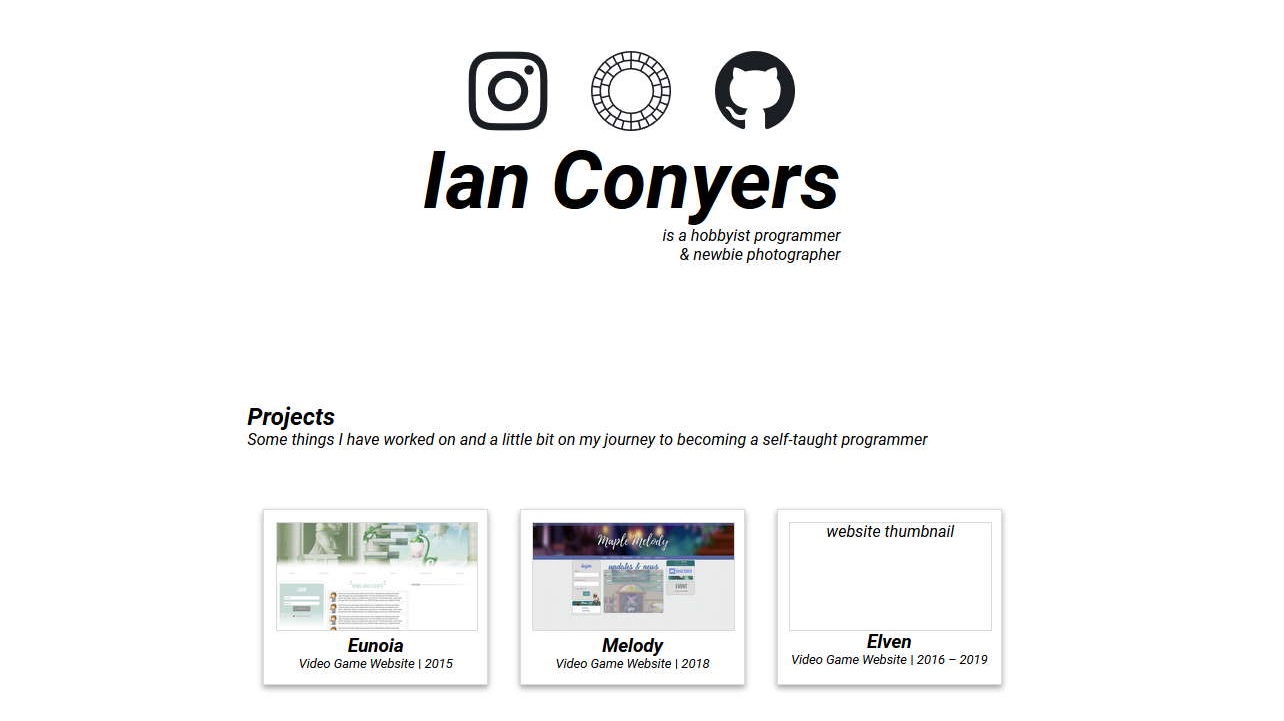 Ian Conyers
is a hobbyist programmer
& newbie photographer
Projects
Some things I have worked on and a little bit on my journey to becoming a self-taught programmer
Maple Melody
login
updates & news
website thumbnail
Eunoia
Video Game Website | 2015
Melody
Video Game Website | 2018
Elven
Video Game Website | 2016 – 2019